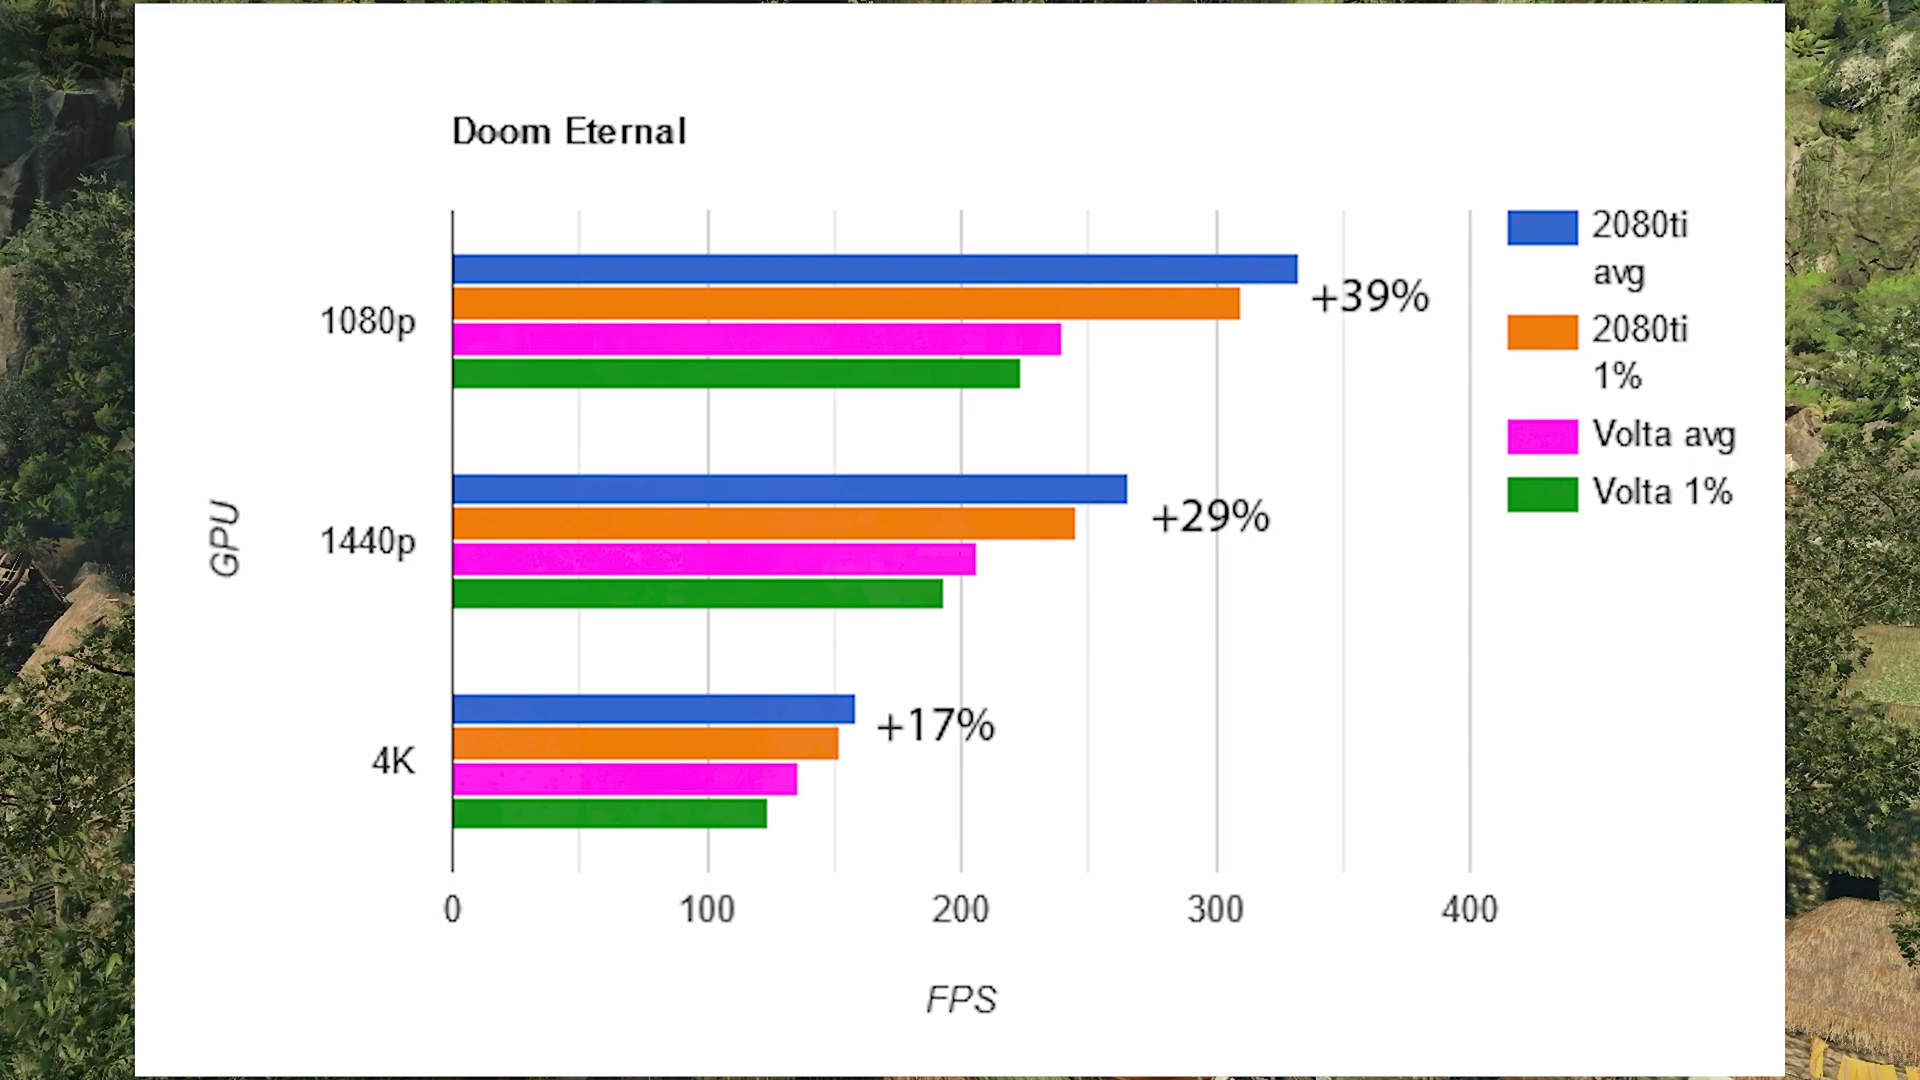 Doom Eternal
2080ti
avg
2080ti
1%
Volta avg
Volta 1%
1080p
+39%
1440p
+29%
4K
+17%
GPU
0 100 200 300 400
FPS